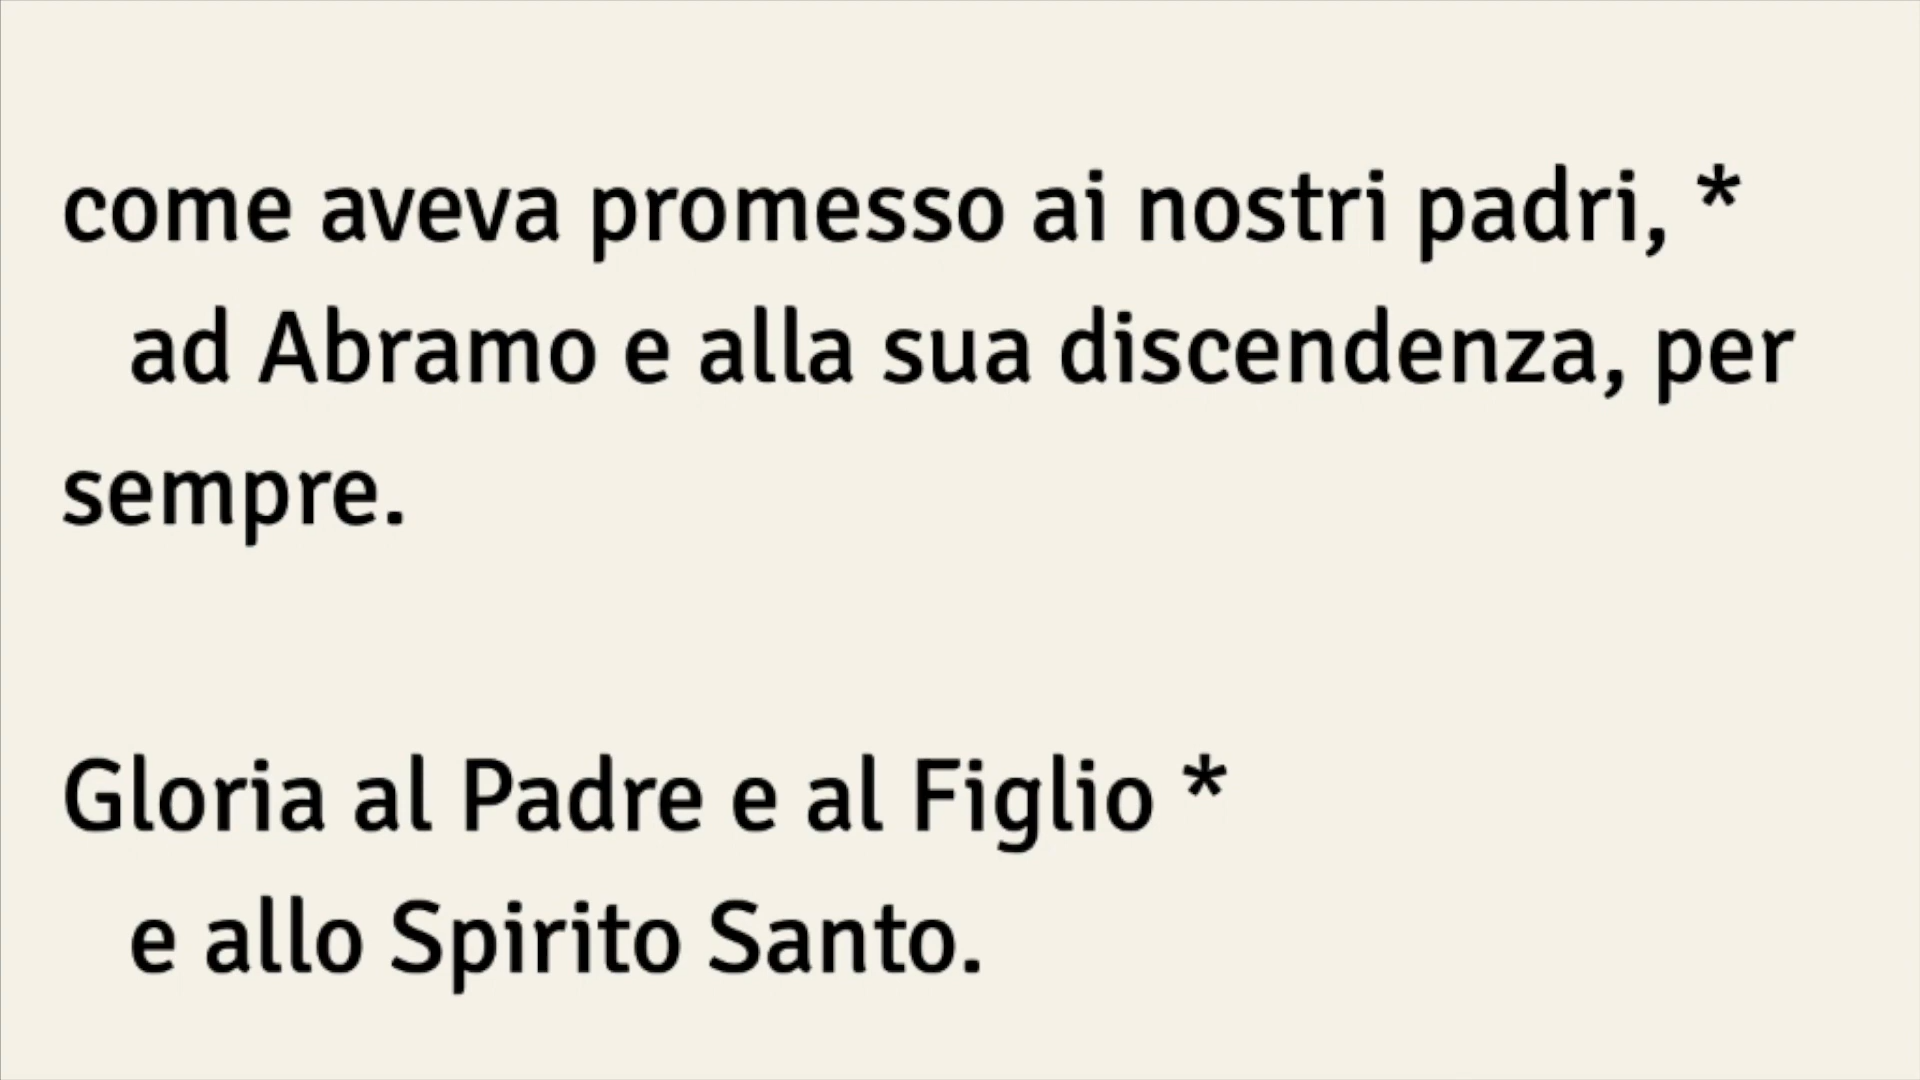 come aveva promesso ai nostri padri, *
ad Abramo e alla sua discendenza, per
sempre.
Gloria al Padre e al Figlio *
e allo Spirito Santo.